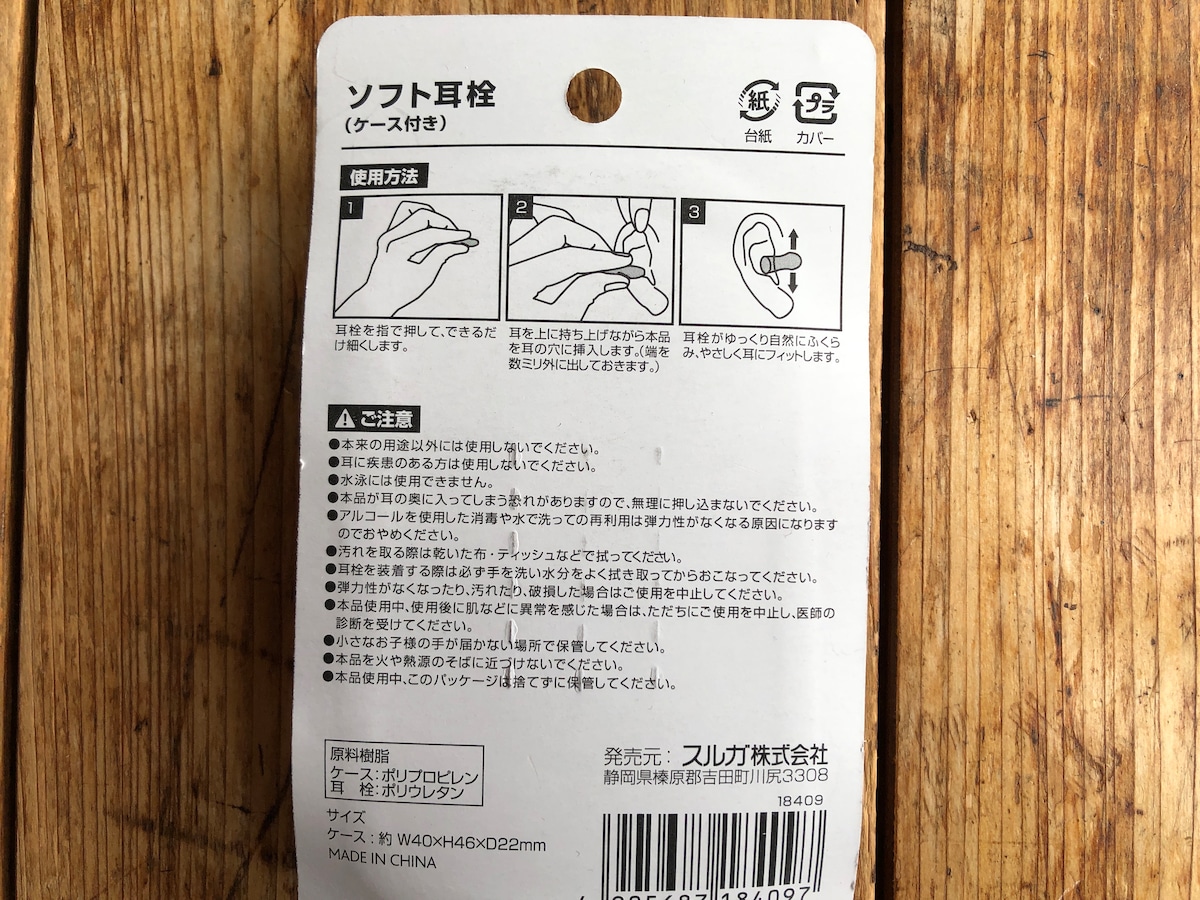 ソフト耳栓
(ケース付き)
紙
プラ
台紙
カバー
使用方法
1
2
3
耳栓を指で押して、できるだ
け細くします。
耳を上に持ち上げながら本品
を耳の穴に挿入します。(端を
数ミリ外に出しておきます。)
耳栓がゆっくり自然にふくら
み、やさしく耳にフィットします。
ご注意
●本来の用途以外には使用しないでください。
●耳に疾患のある方は使用しないでください。
●水泳には使用できません。
●本品が耳の奥に入ってしまう恐れがありますので、無理に押し込まないでください。
●アルコールを使用した消毒や水で洗っての再利用は弾力性がなくなる原因になります
のでおやめください。
●汚れを取る際は乾いた布・ティッシュなどで拭ってください。
●耳栓を装着する際は必ず手を洗い水分をよく拭き取ってからおこなってください。
●弾力性がなくなったり、汚れたり、破損した場合はご使用を中止してください。
●本品使用中、使用後に肌などに異常を感じた場合は、ただちにご使用を中止し、医師の
診断を受けてください。
●小さなお子様の手が届かない場所で保管してください。
●本品を火や熱源のそばに近づけないでください。
●本品使用中、このパッケージは捨てずに保管してください。
原料樹脂
ケース:ポリプロピレン
耳 栓:ポリウレタン
サイズ
ケース:約 W40×H46×D22mm
MADE IN CHINA
発売元: スルガ株式会社
静岡県榛原郡吉田町川尻3308
18409
184097